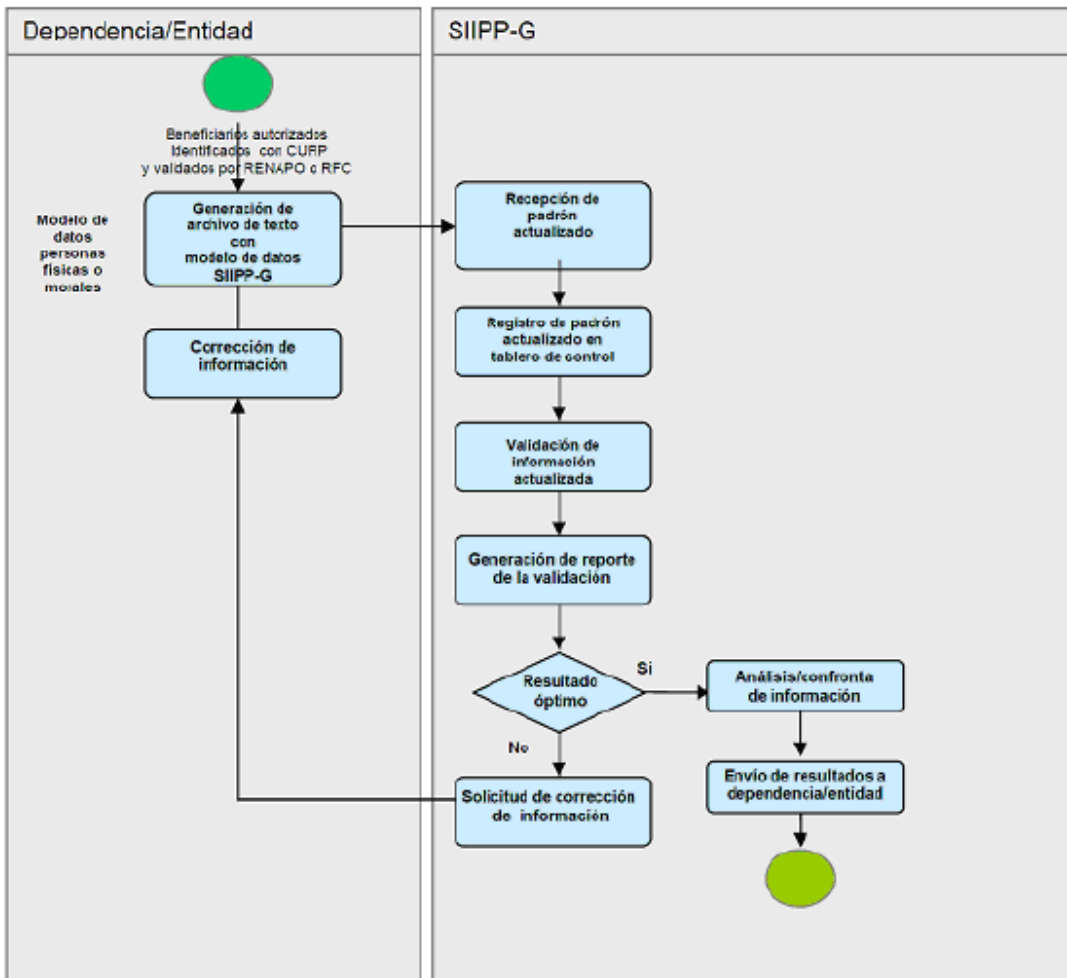 Dependencia/Entidad
SIIPP-G
Beneficiarios autorizados
Identificados con CURP
y validados por RENAPO o RFC
Modelo de
datos
personas
físicas o
morales
Generación de
archivo de texto
con
modelo de datos
SIIPP-G
Corrección de
información
Recepción de
padrón
actualizado
Registro de padrón
actualizado en
tablero de control
Validación de
información
actualizada
Generación de reporte
de la validación
Resultado
óptimo
Si
No
Análisis/confronta
de información
Envío de resultados a
dependencia/entidad
Solicitud de corrección
de información